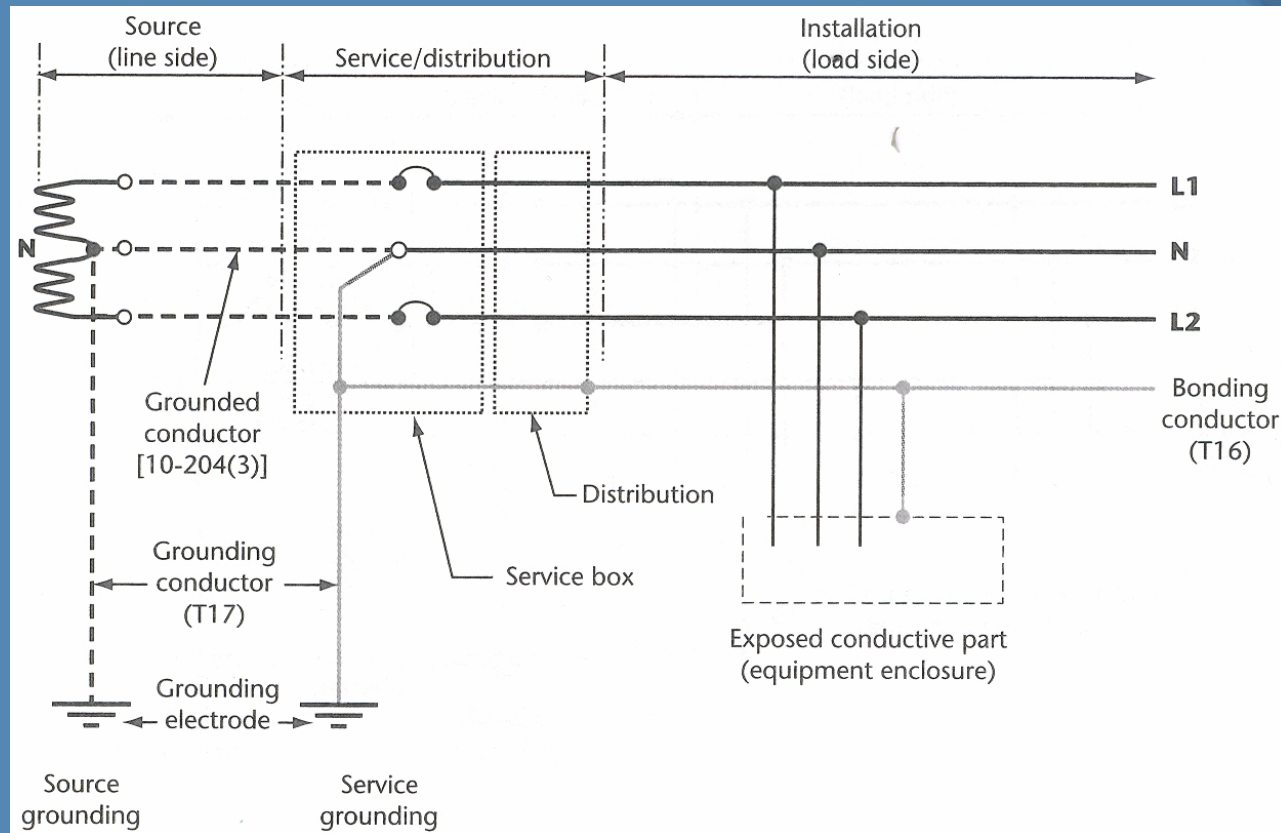 Source
(line side)
Service/distribution
Installation
(load side)
L1
N
N
L2
Grounded
conductor
[10-204(3)]
Bonding
conductor
(T16)
Distribution
Grounding
conductor
(T17)
Service box
Exposed conductive part
(equipment enclosure)
Grounding
electrode
Source
grounding
Service
grounding